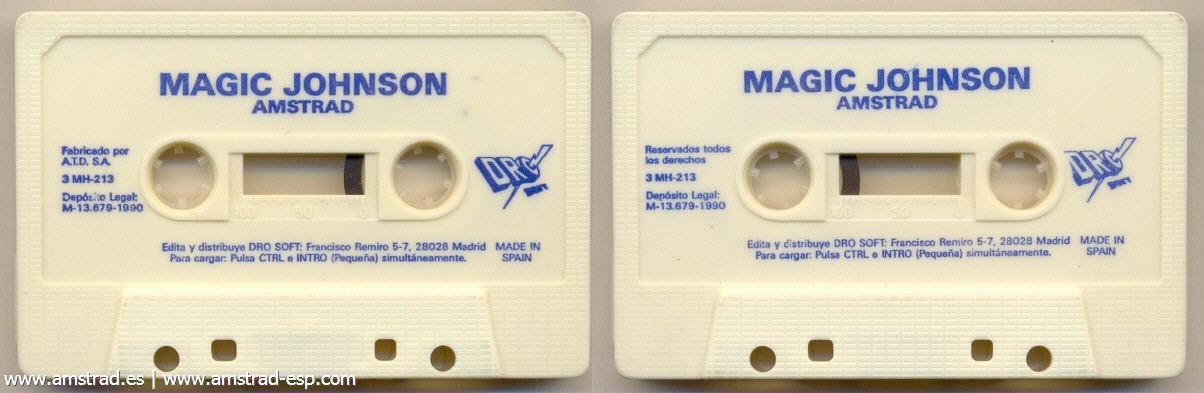 MAGIC JOHNSON
AMSTRAD
Fabricado por
A.T.D. S.A.
3 MH-213
Depósito Legal:
M-13.679-1990
DRO
SOFT
100 50 0
Edita y distribuye DRO SOFT: Francisco Remiro 5-7, 28028 Madrid
Para cargar: Pulsa CTRL e INTRO (Pequeña) simultáneamente.
MADE IN
SPAIN
MAGIC JOHNSON
AMSTRAD
Reservados todos
los derechos
3 MH-213
Depósito Legal:
M-13.679-1990
DRO
SOFT
100 50 0
Edita y distribuye DRO SOFT: Francisco Remiro 5-7, 28028 Madrid
Para cargar: Pulsa CTRL e INTRO (Pequeña) simultáneamente.
MADE IN
SPAIN
www.amstrad.es | www.amstrad-esp.com